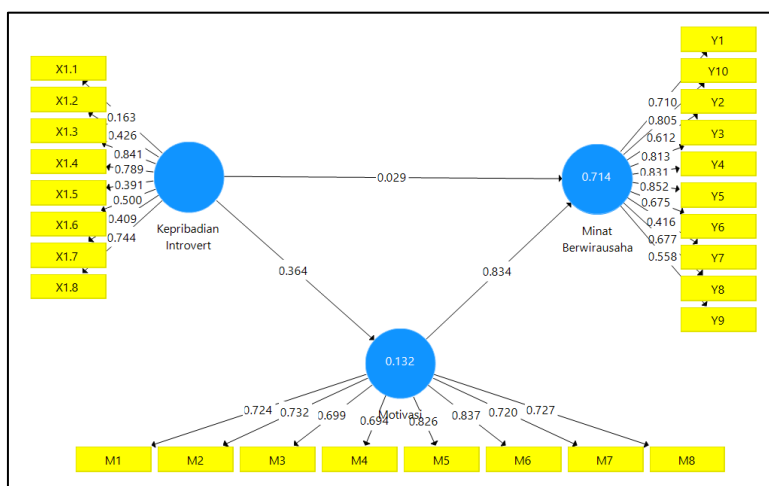 X1.1
X1.2
X1.3
X1.4
X1.5
X1.6
X1.7
X1.8
0.163
0.426
0.841
0.789
0.391
0.500
0.409
0.744
Kepribadian
Introvert
0.029
0.364
0.834
0.714
Minat
Berwirausaha
0.710
0.805
0.612
0.813
0.831
0.852
0.675
0.416
0.677
0.558
Y1
Y10
Y2
Y3
Y4
Y5
Y6
Y7
Y8
Y9
0.132
Motivasi
0.724
0.732
0.699
0.694
0.826
0.837
0.720
0.727
M1
M2
M3
M4
M5
M6
M7
M8